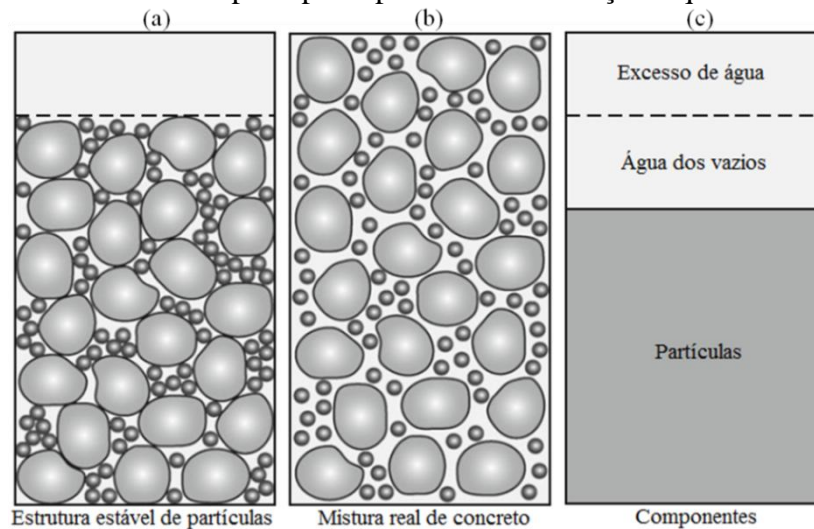 (a) (b) (c)
Excesso de água
Água dos vazios
Partículas
Estrutura estável de partículas Mistura real de concreto Componentes